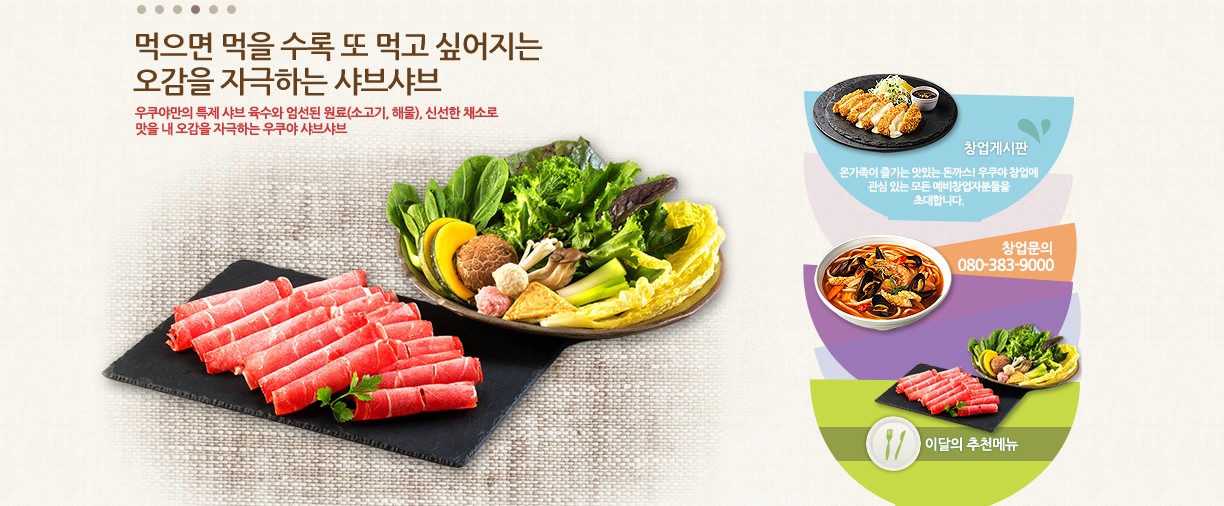 먹으면 먹을 수록 또 먹고 싶어지는
오감을 자극하는 샤브샤브
우쿠야만의 특제 샤브 육수와 엄선된 원료(소고기, 해물), 신선한 채소로
맛을 내 오감을 자극하는 우쿠야 샤브샤브
창업게시판
온가족이 즐기는 맛있는 돈까스! 우쿠야 창업에
관심 있는 모든 예비창업자분들을
초대합니다.
창업문의
080-383-9000
이달의 추천메뉴